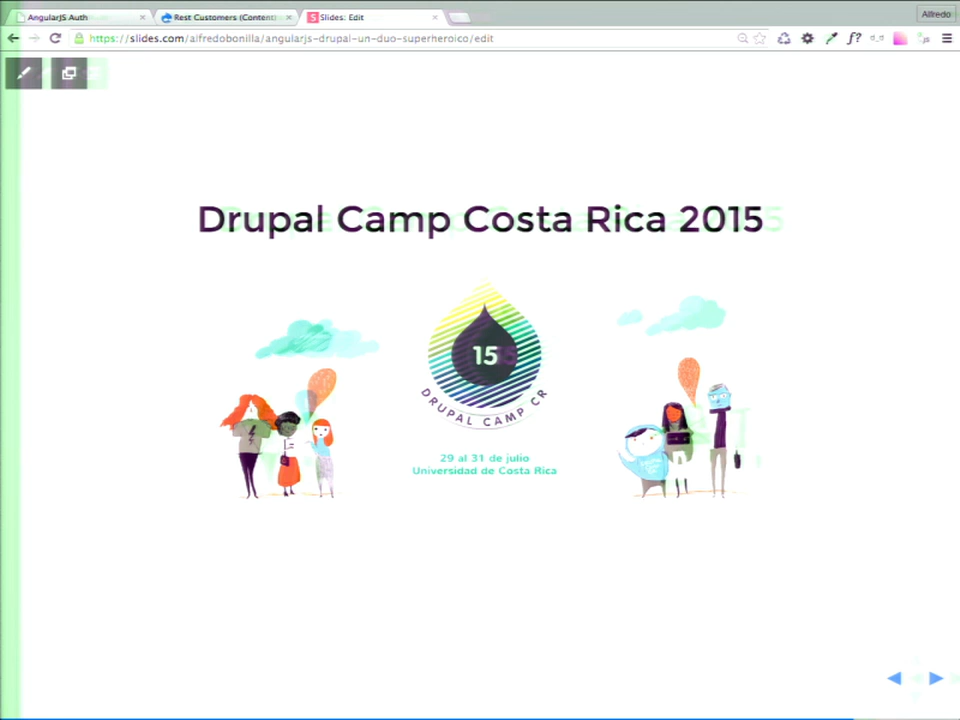 AngularJS Auth
Rest Customers (Content)
Slides: Edit
Alfredo
https://slides.com/alfredobonilla/angularjs-drupal-un-duo-superheroico/edit
Drupal Camp Costa Rica 2015
15
DRUPAL CAMP CR
29 al 31 de julio
Universidad de Costa Rica